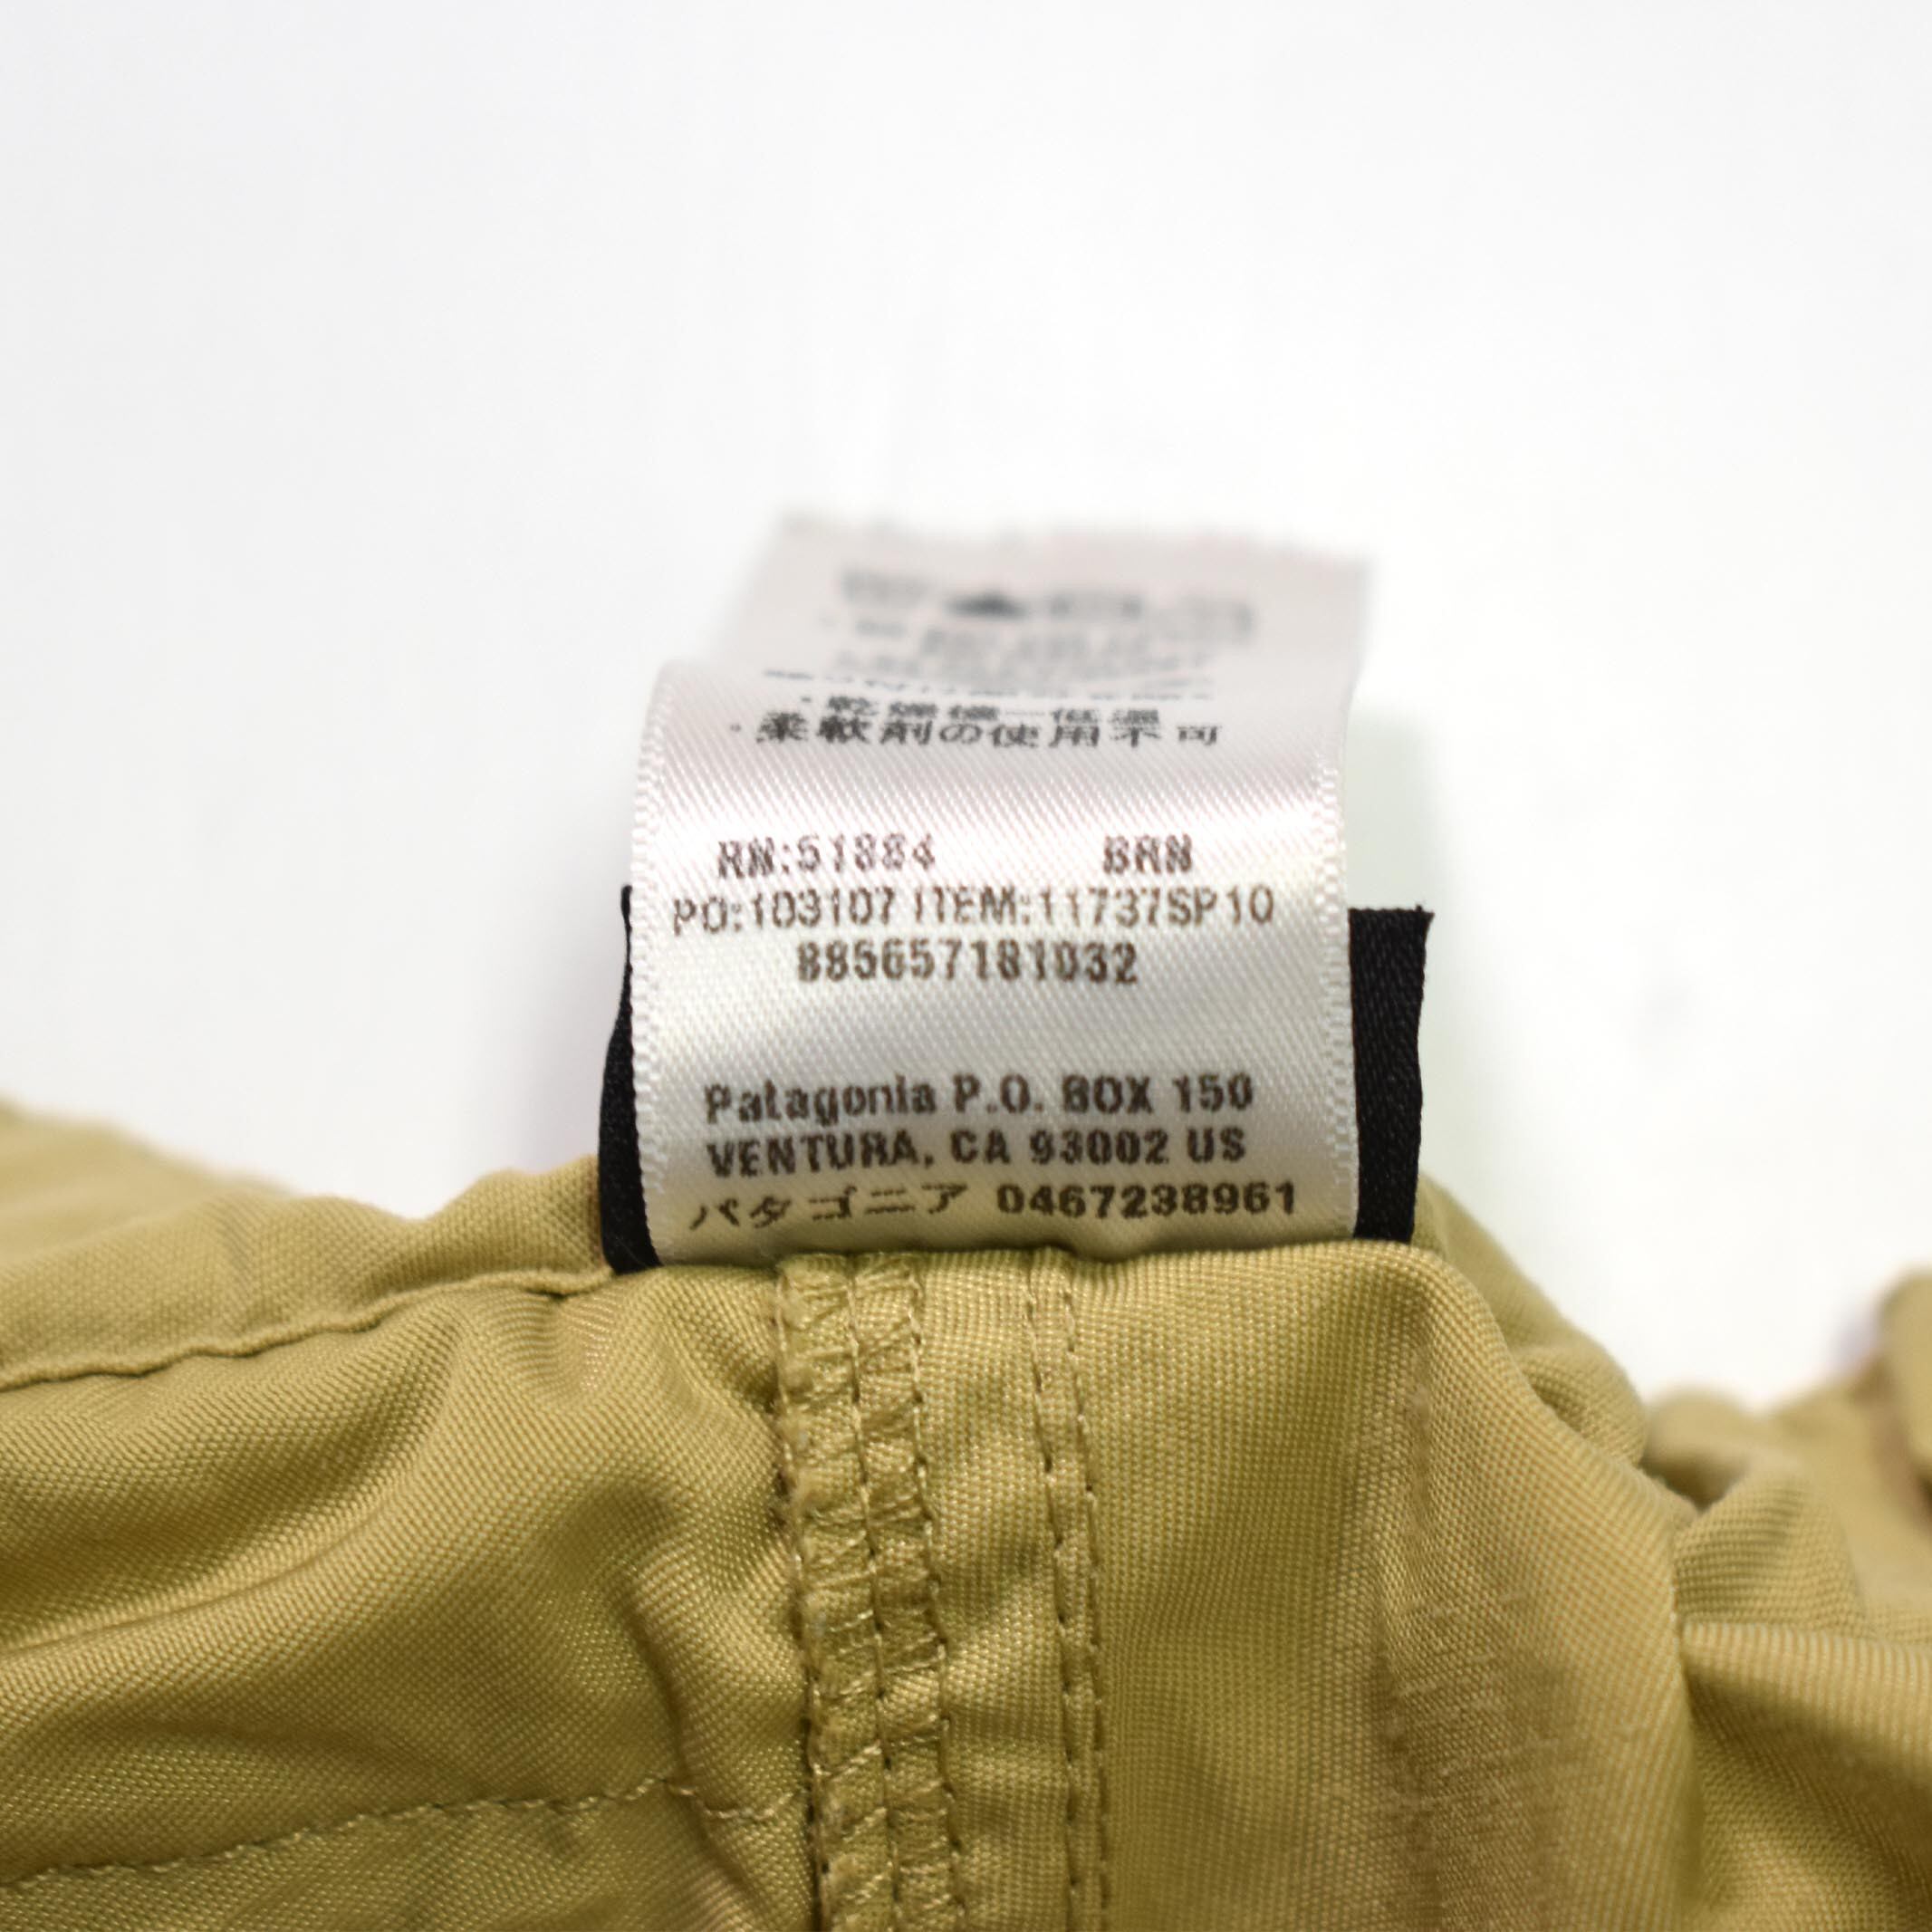 ・乾燥機―低温
・柔軟剤の使用不可
RN:51884 BRN
PO:103107 ITEM:11737SP10
885657181032
Patagonia P.O. BOX 150
VENTURA, CA 93002 US
パタゴニア 0467238961